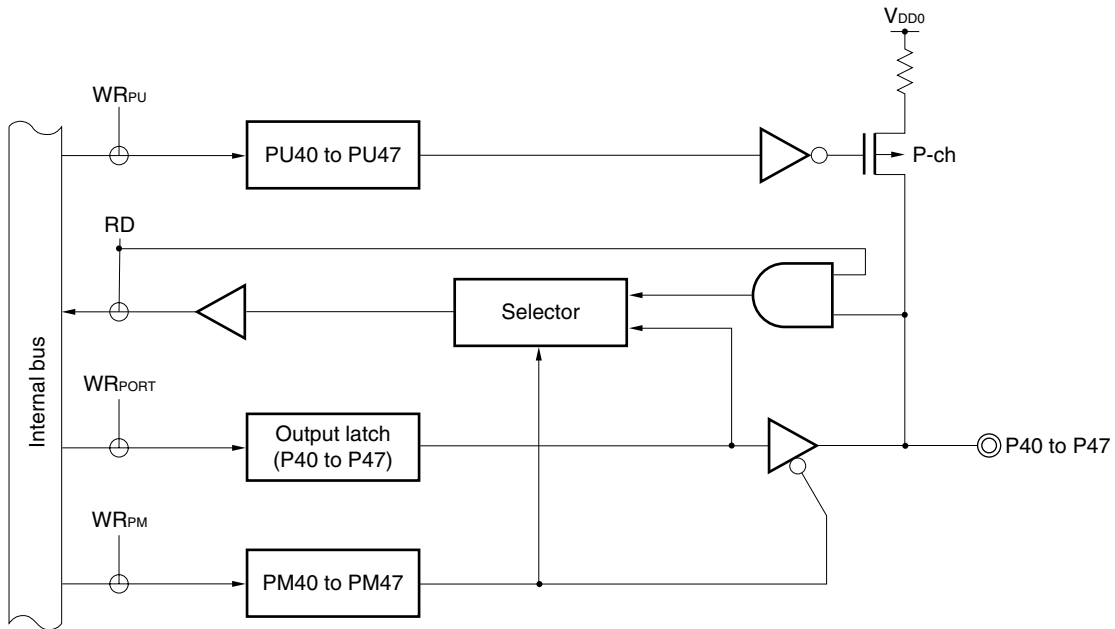 VDD0
WRPU
PU40 to PU47
P-ch
RD
Selector
Internal bus
WRPORT
Output latch
(P40 to P47)
P40 to P47
WRPM
PM40 to PM47